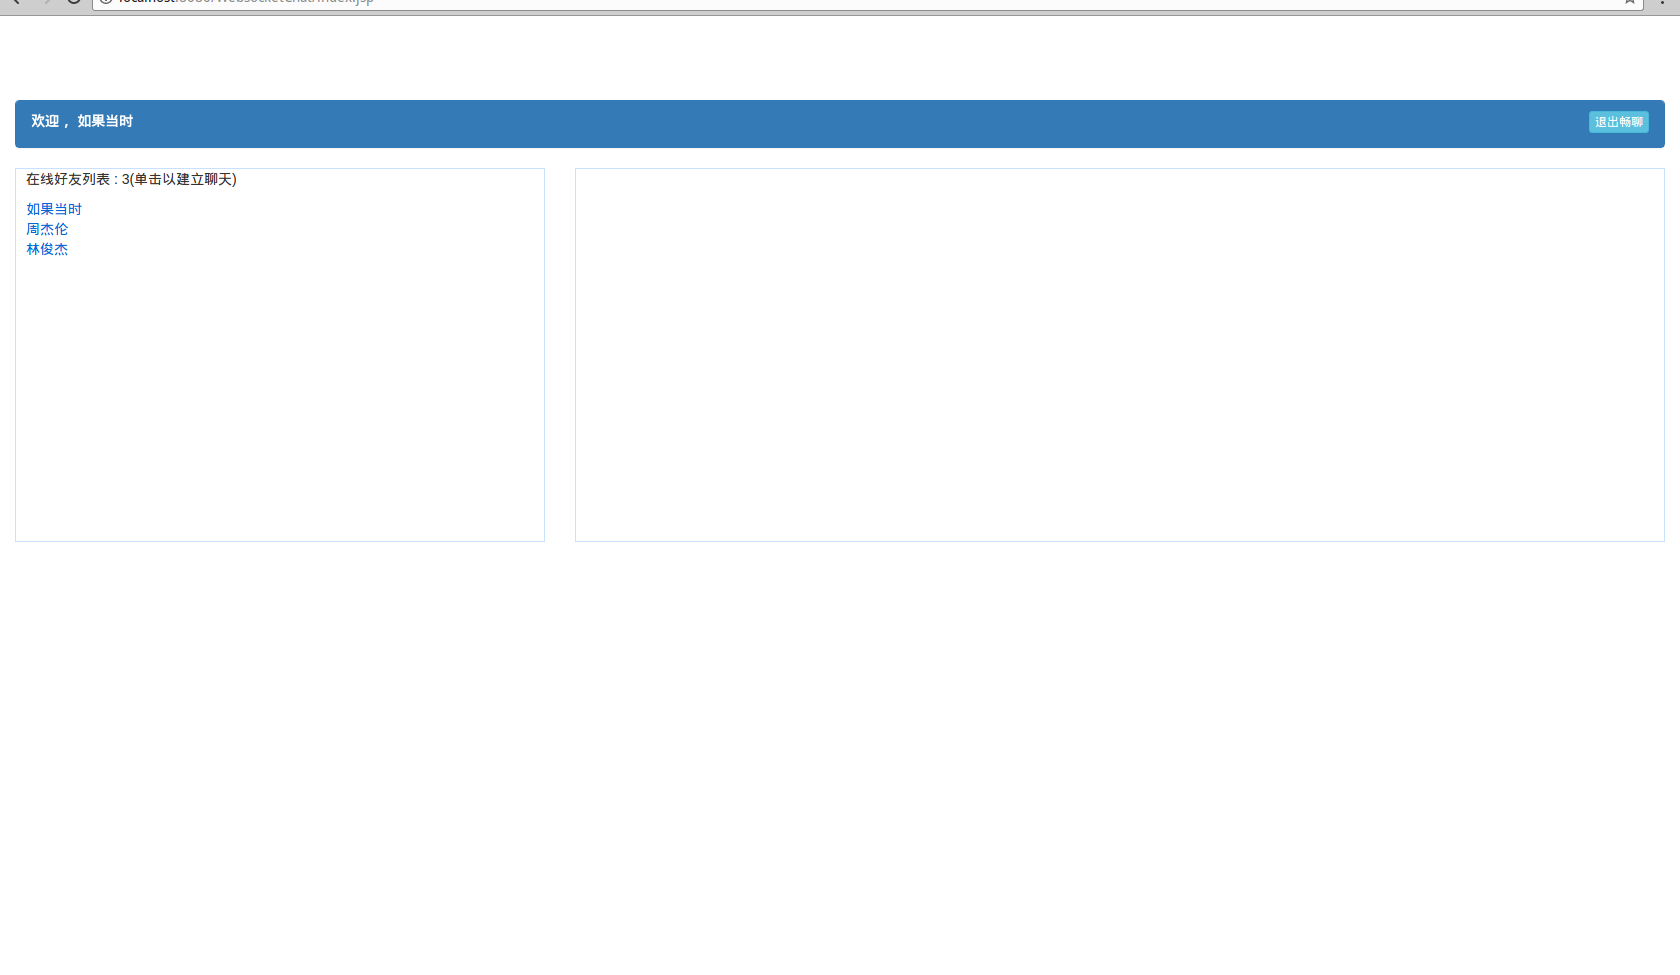 欢迎 ，如果当时
退出畅聊
在线好友列表 : 3(单击以建立聊天)
如果当时
周杰伦
林俊杰